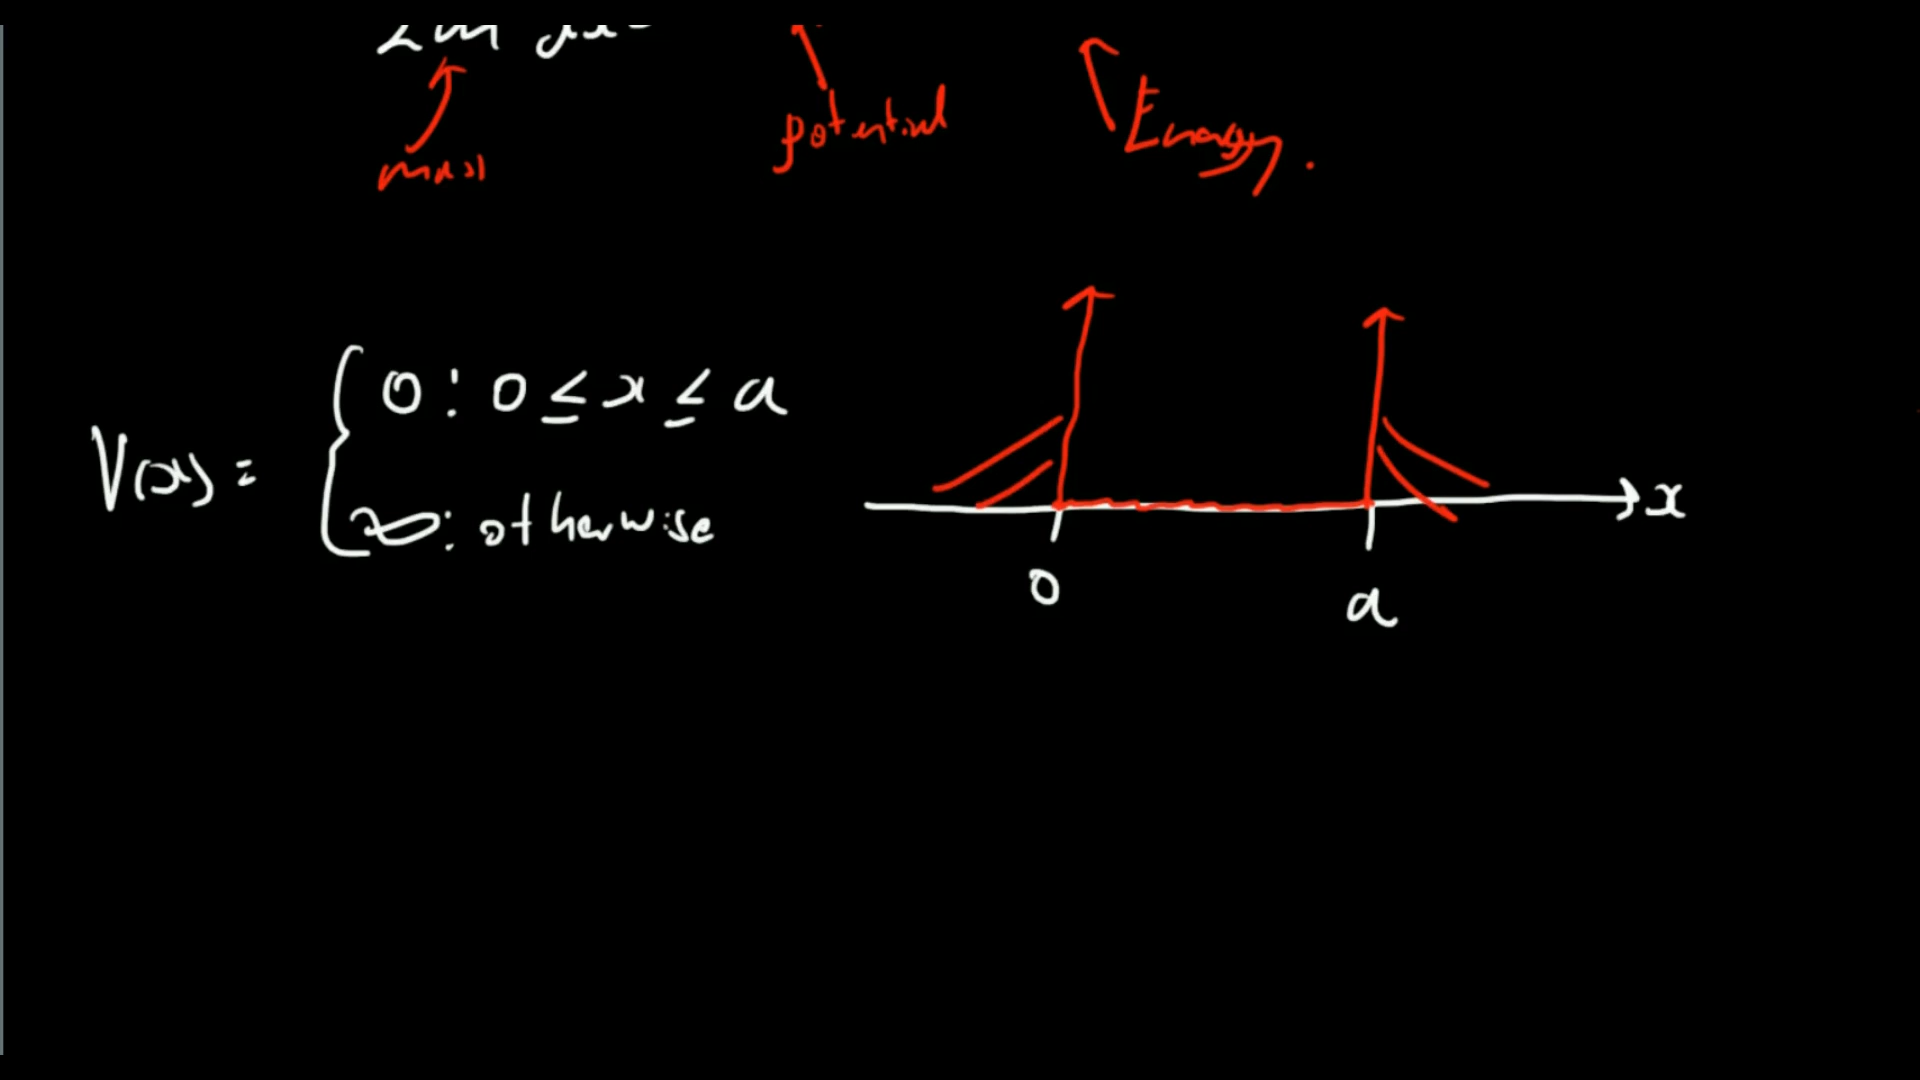 mass
potential
Energy.
V(x) = { 0 : 0 ≤ x ≤ a
∞ : otherwise
x
0
a